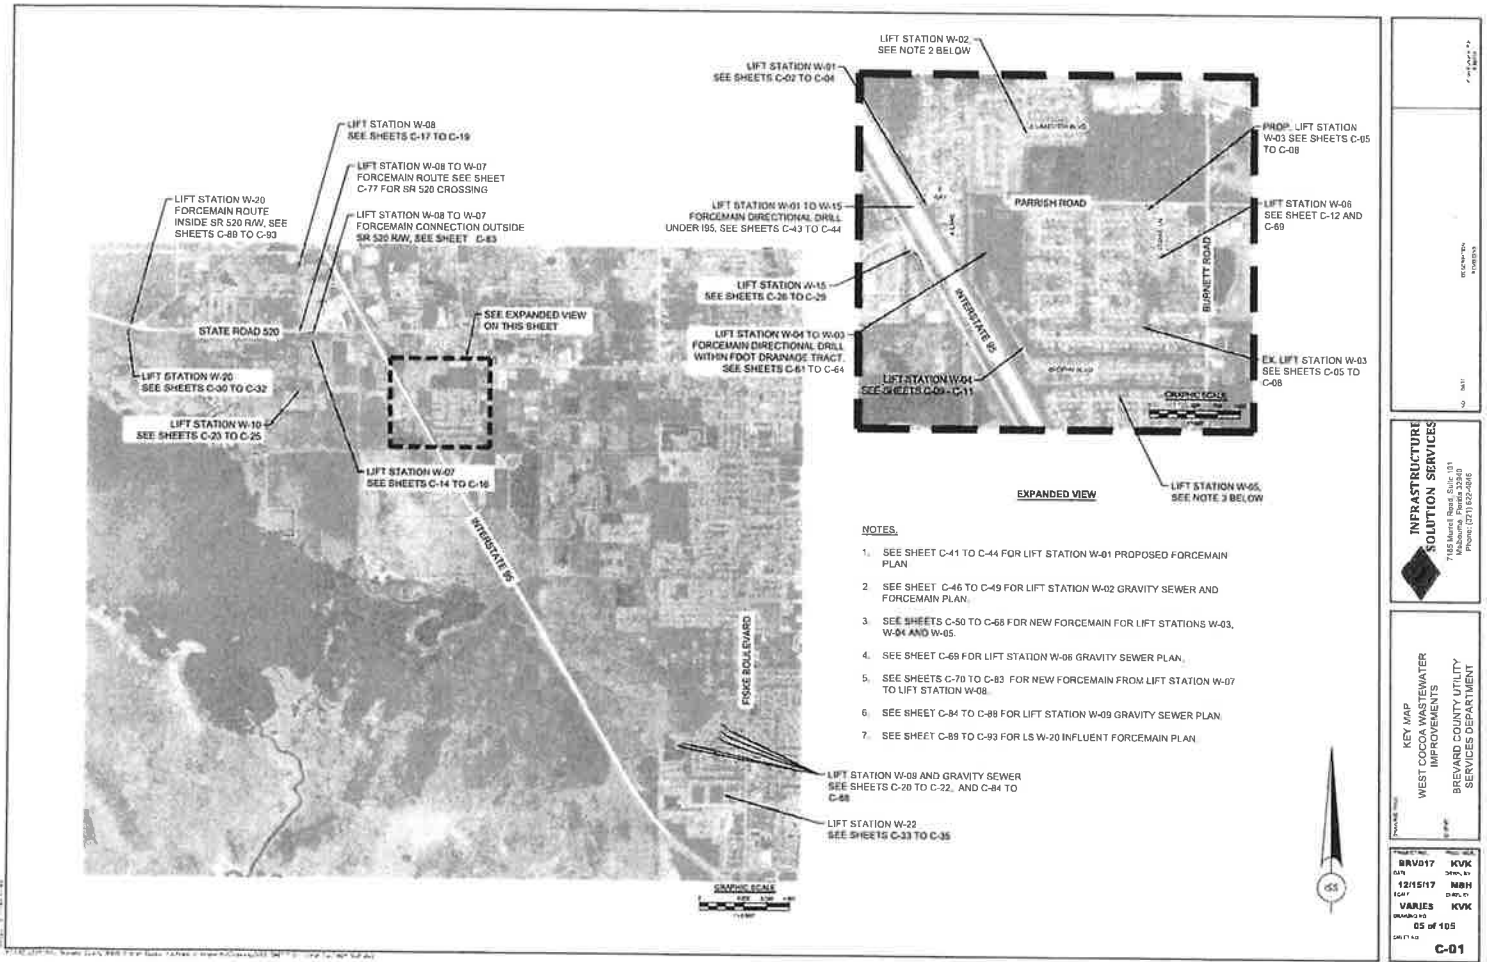 LIFT STATION W-08
SEE SHEETS C-17 TO C-19
LIFT STATION W-08 TO W-07
FORCEMAIN ROUTE SEE SHEET
C-77 FOR SR 520 CROSSING
LIFT STATION W-20
FORCEMAIN ROUTE
INSIDE SR 520 R/W, SEE
SHEETS C-89 TO C-93
LIFT STATION W-08 TO W-07
FORCEMAIN CONNECTION OUTSIDE
SR 520 R/W, SEE SHEET C-83
STATE ROAD 520
SEE EXPANDED VIEW
ON THIS SHEET
LIFT STATION W-20
SEE SHEETS C-30 TO C-32
LIFT STATION W-10
SEE SHEETS C-23 TO C-25
LIFT STATION W-07
SEE SHEETS C-14 TO C-16
INTERSTATE 95
FISKE BOULEVARD
LIFT STATION W-09 AND GRAVITY SEWER
SEE SHEETS C-20 TO C-22, AND C-84 TO
C-88
LIFT STATION W-22
SEE SHEETS C-33 TO C-35
GRAPHIC SCALE
LIFT STATION W-02,
SEE NOTE 2 BELOW
LIFT STATION W-01
SEE SHEETS C-02 TO C-04
PROP. LIFT STATION
W-03 SEE SHEETS C-05
TO C-08
LIFT STATION W-01 TO W-15
FORCEMAIN DIRECTIONAL DRILL
UNDER I95, SEE SHEETS C-43 TO C-44
PARRISH ROAD
LIFT STATION W-06
SEE SHEET C-12 AND
C-69
BURNETT ROAD
LIFT STATION W-15
SEE SHEETS C-26 TO C-29
INTERSTATE 95
LIFT STATION W-04 TO W-03
FORCEMAIN DIRECTIONAL DRILL
WITHIN FOOT DRAINAGE TRACT.
SEE SHEETS C-61 TO C-64
EX. LIFT STATION W-03
SEE SHEETS C-05 TO
C-08
LIFT STATION W-04
SEE SHEETS C-09 - C-11
GRAPHIC SCALE
LIFT STATION W-05,
SEE NOTE 3 BELOW
EXPANDED VIEW
NOTES.
1. SEE SHEET C-41 TO C-44 FOR LIFT STATION W-01 PROPOSED FORCEMAIN
PLAN
2. SEE SHEET C-46 TO C-49 FOR LIFT STATION W-02 GRAVITY SEWER AND
FORCEMAIN PLAN.
3. SEE SHEETS C-50 TO C-68 FOR NEW FORCEMAIN FOR LIFT STATIONS W-03,
W-04 AND W-05.
4. SEE SHEET C-69 FOR LIFT STATION W-06 GRAVITY SEWER PLAN.
5. SEE SHEETS C-70 TO C-83 FOR NEW FORCEMAIN FROM LIFT STATION W-07
TO LIFT STATION W-08.
6. SEE SHEET C-84 TO C-88 FOR LIFT STATION W-09 GRAVITY SEWER PLAN.
7. SEE SHEET C-89 TO C-93 FOR LS W-20 INFLUENT FORCEMAIN PLAN.
ISS
INFRASTRUCTURE
SOLUTION SERVICES
7185 Murrell Road, Suite 101
Melbourne, Florida 32940
Phone: (321) 622-4646
KEY MAP
WEST COCOA WASTEWATER
IMPROVEMENTS
BREVARD COUNTY UTILITY
SERVICES DEPARTMENT
BRV017 KVK
12/15/17 MBH
VARIES KVK
05 of 105
C-01